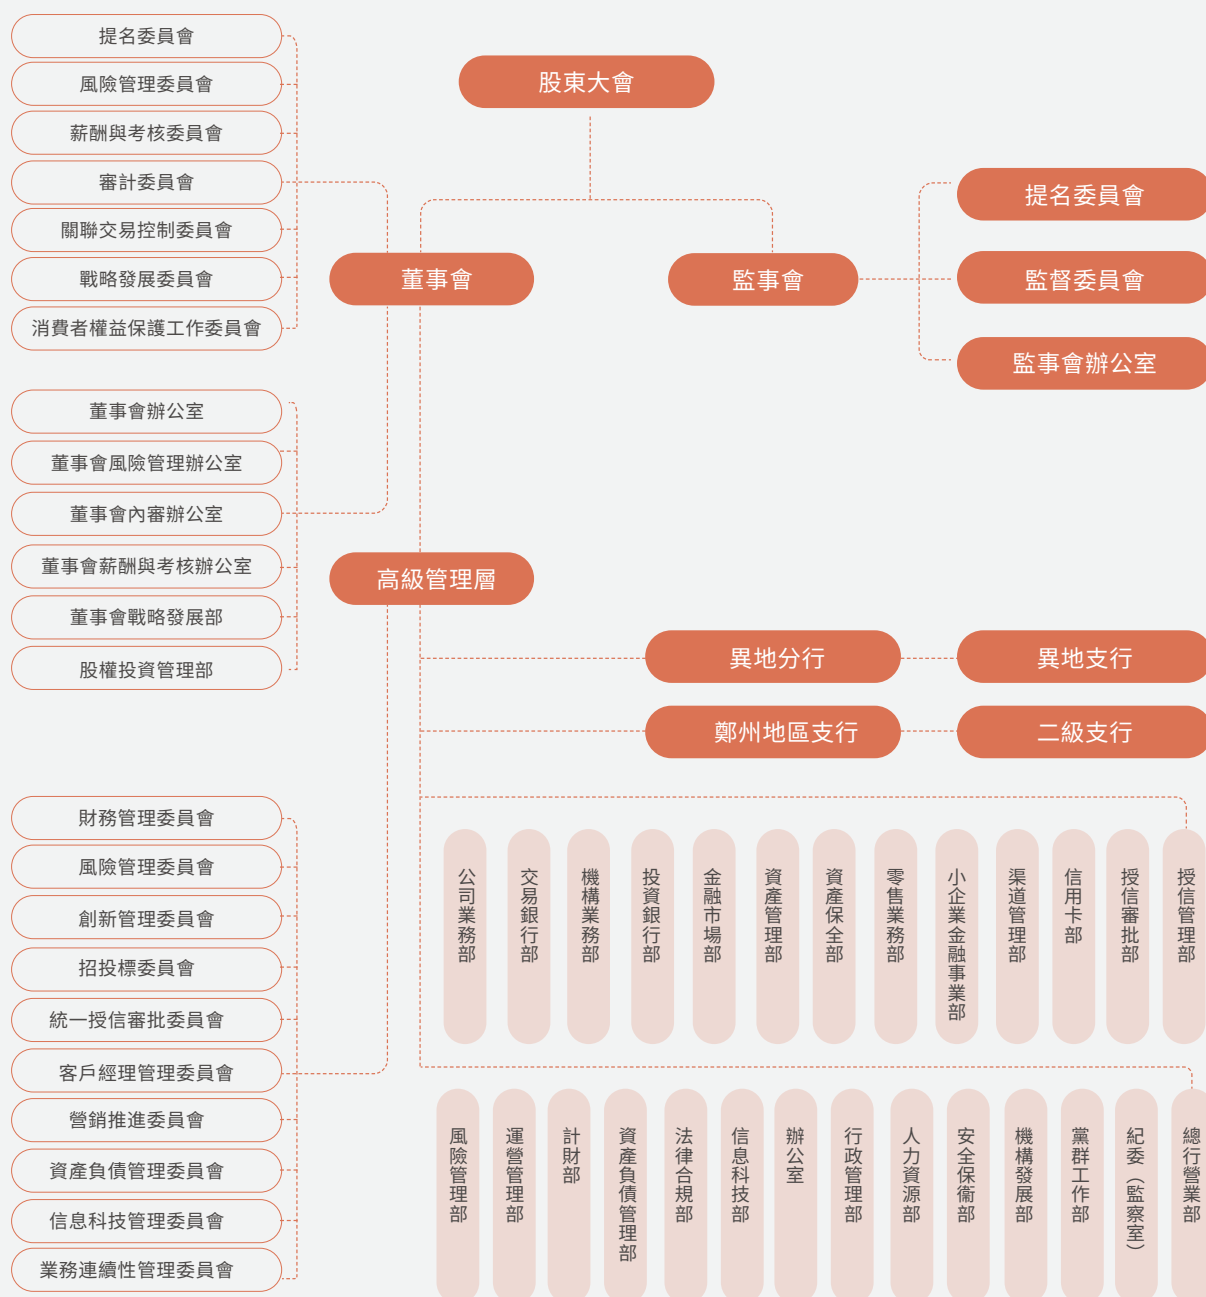 提名委員會
風險管理委員會
薪酬與考核委員會
審計委員會
關聯交易控制委員會
戰略發展委員會
消費者權益保護工作委員會
董事會辦公室
董事會風險管理辦公室
董事會內審辦公室
董事會薪酬與考核辦公室
董事會戰略發展部
股權投資管理部
財務管理委員會
風險管理委員會
創新管理委員會
招投標委員會
統一授信審批委員會
客戶經理管理委員會
營銷推進委員會
資產負債管理委員會
信息科技管理委員會
業務連續性管理委員會
股東大會
董事會
監事會
提名委員會
監督委員會
監事會辦公室
高級管理層
異地分行
異地支行
鄭州地區支行
二級支行
公司業務部
交易銀行部
機構業務部
投資銀行部
金融市場部
資產管理部
資產保全部
零售業務部
小企業金融事業部
渠道管理部
信用卡部
授信審批部
授信管理部
風險管理部
運營管理部
計財部
資產負債管理部
法律合規部
信息科技部
辦公室
行政管理部
人力資源部
安全保衞部
機構發展部
黨群工作部
紀委（監察室）
總行營業部